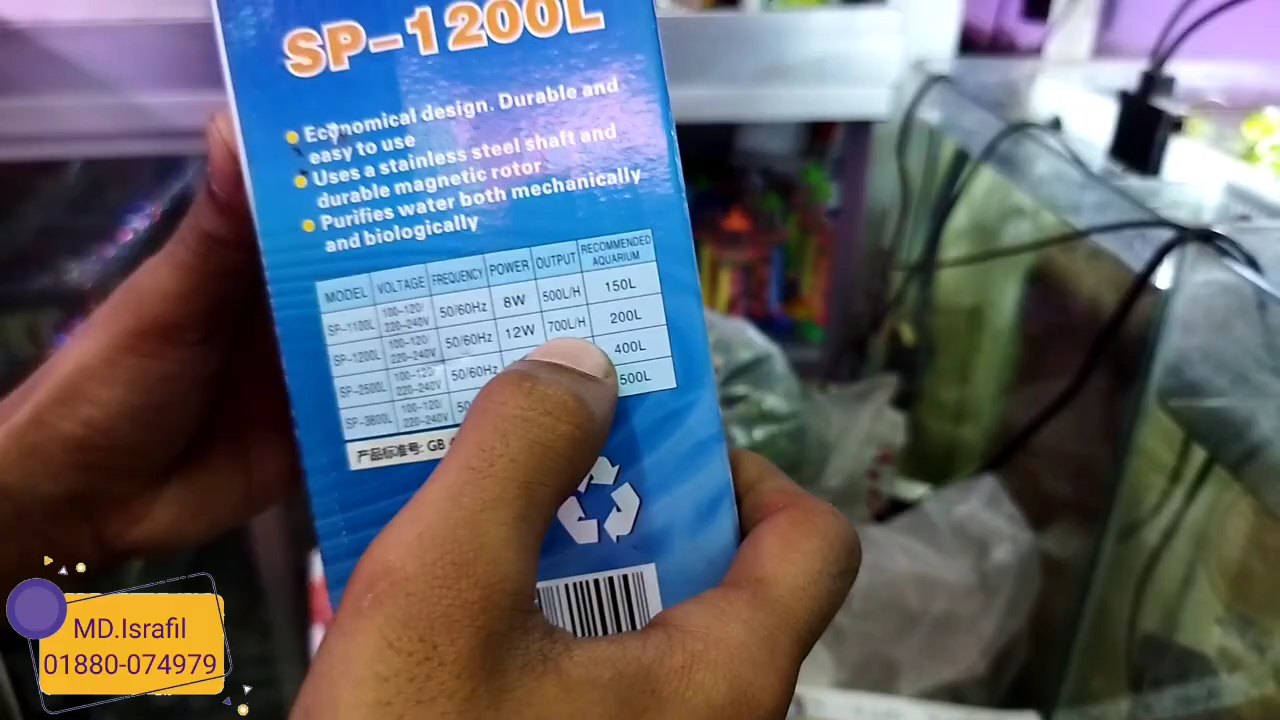 SP-1200L
Economical design. Durable and
easy to use
Uses a stainless steel shaft and
durable magnetic rotor
Purifies water both mechanically
and biologically
MODEL VOLTAGE FREQUENCY POWER OUTPUT RECOMMENDED AQUARIUM
SP-1100L 100-120/ 220-240V 50/60Hz 8W 500L/H 150L
SP-1200L 100-120/ 220-240V 50/60Hz 12W 700L/H 200L
SP-2500L 100-120/ 220-240V 50/60Hz 400L
SP-3800L 100-120/ 220-240V 500L
产品标准号: GB
MD.Israfil
01880-074979